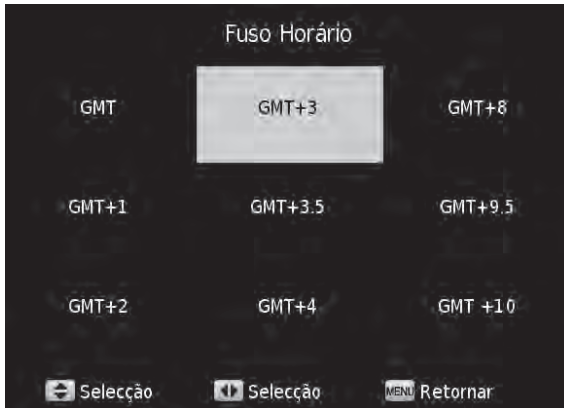 Fuso Horário
GMT GMT+3 GMT+8
GMT+1 GMT+3.5 GMT+9.5
GMT+2 GMT+4 GMT +10
Selecção Selecção MENU Retornar